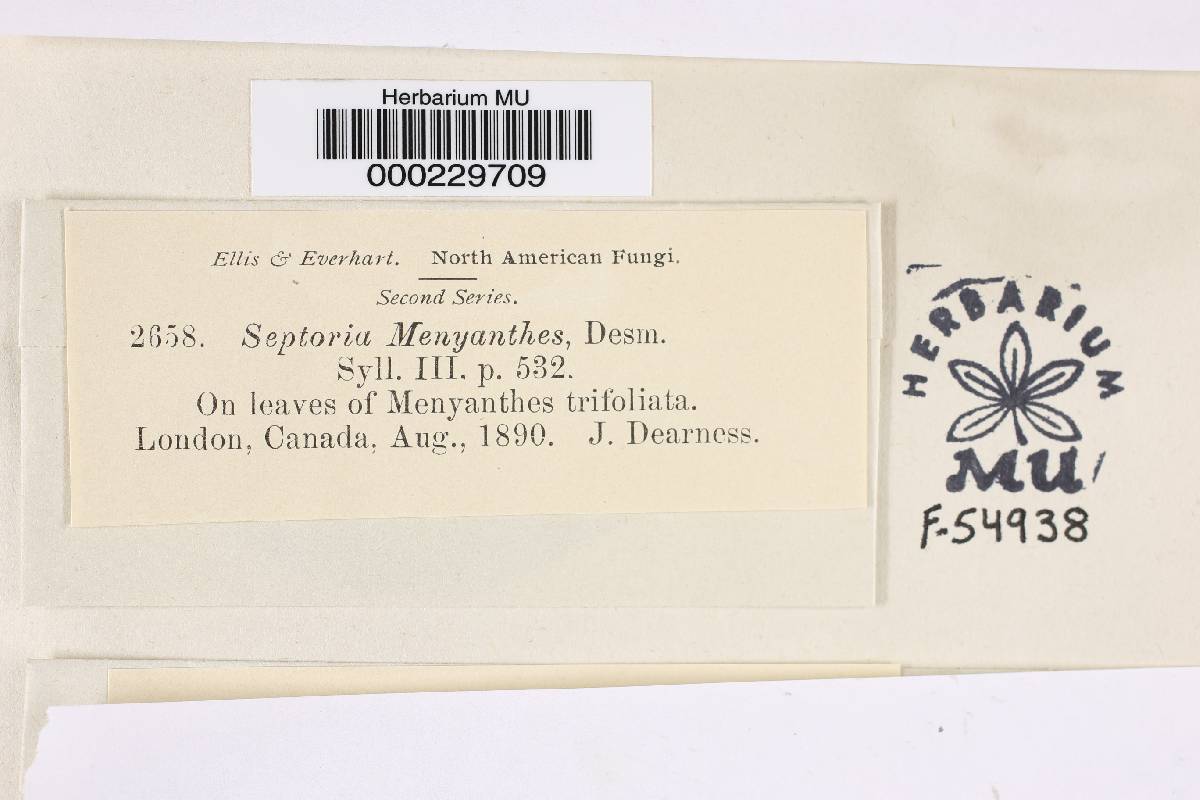 Herbarium MU
000229709
Ellis & Everhart. North American Fungi.
Second Series.
2658. Septoria Menyanthes, Desm.
Syll. III. p. 532.
On leaves of Menyanthes trifoliata.
London, Canada, Aug., 1890. J. Dearness.
HERBARIUM
MU
F-54938